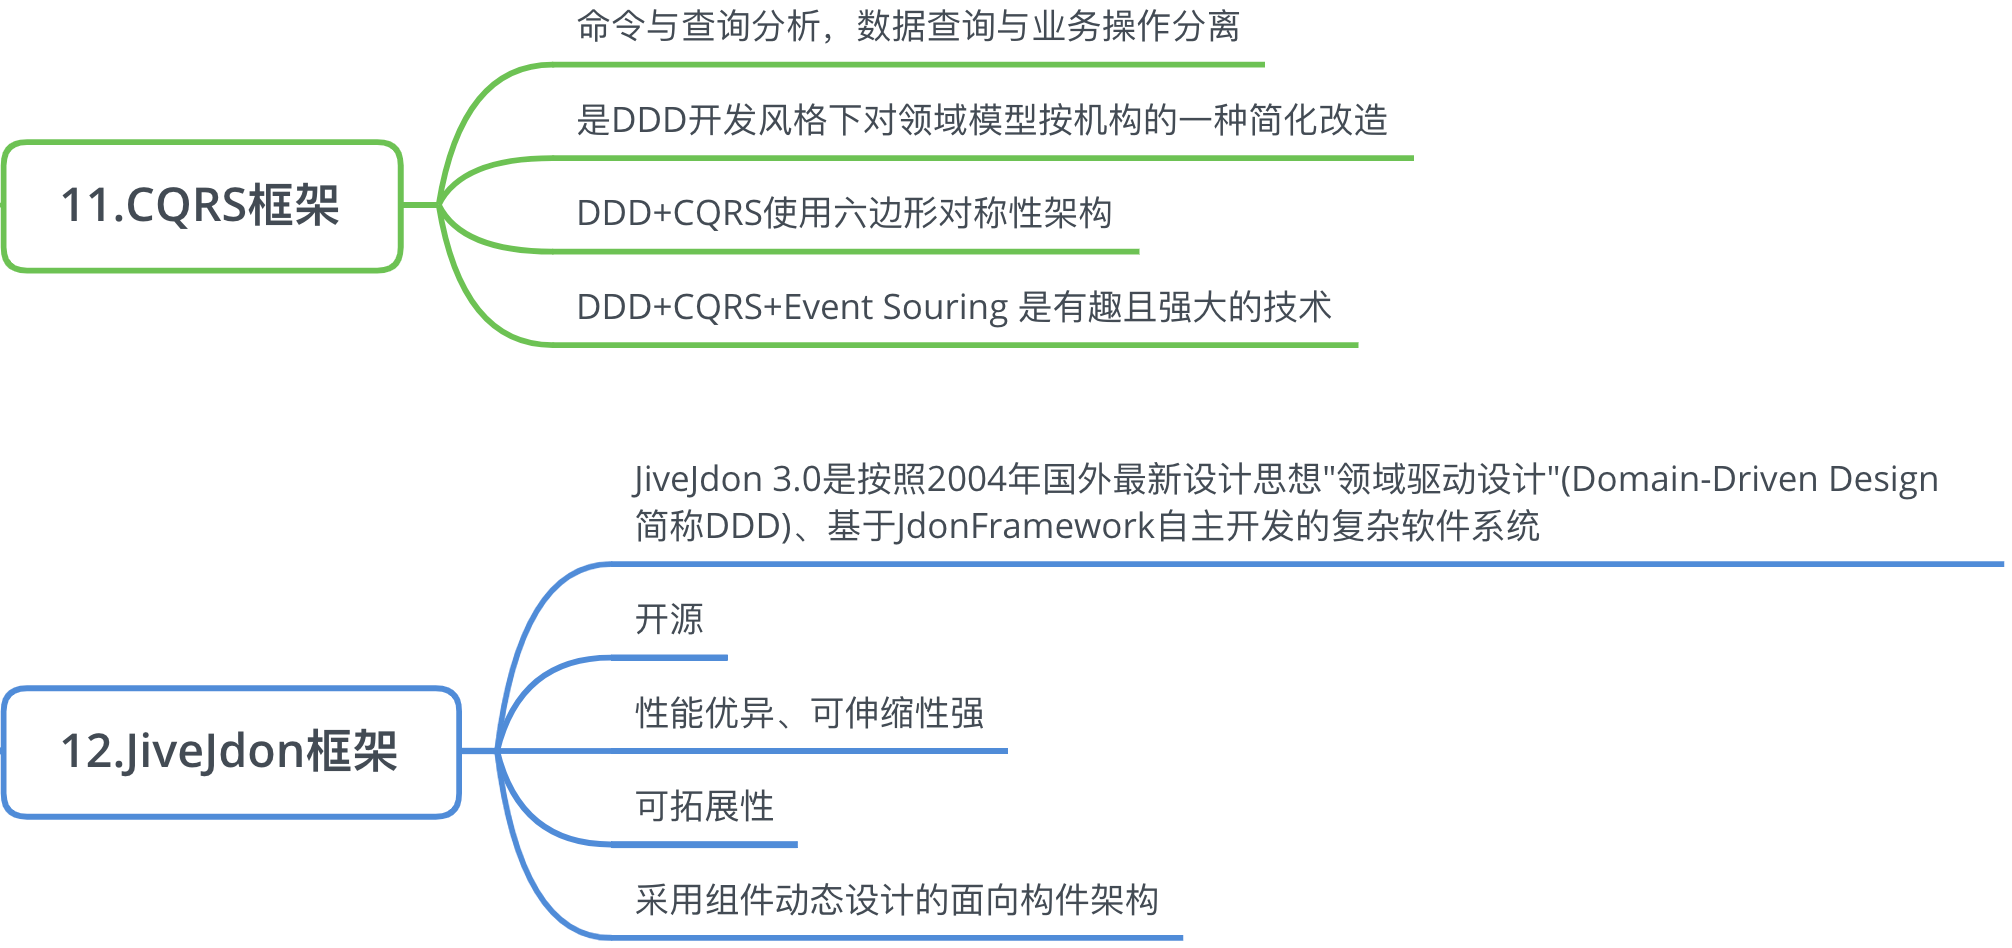 命令与查询分析，数据查询与业务操作分离
是DDD开发风格下对领域模型按机构的一种简化改造
11.CQRS框架
DDD+CQRS使用六边形对称性架构
DDD+CQRS+Event Souring 是有趣且强大的技术
JiveJdon 3.0是按照2004年国外最新设计思想"领域驱动设计"(Domain-Driven Design
简称DDD)、基于JdonFramework自主开发的复杂软件系统
开源
性能优异、可伸缩性强
12.JiveJdon框架
可拓展性
采用组件动态设计的面向构件架构